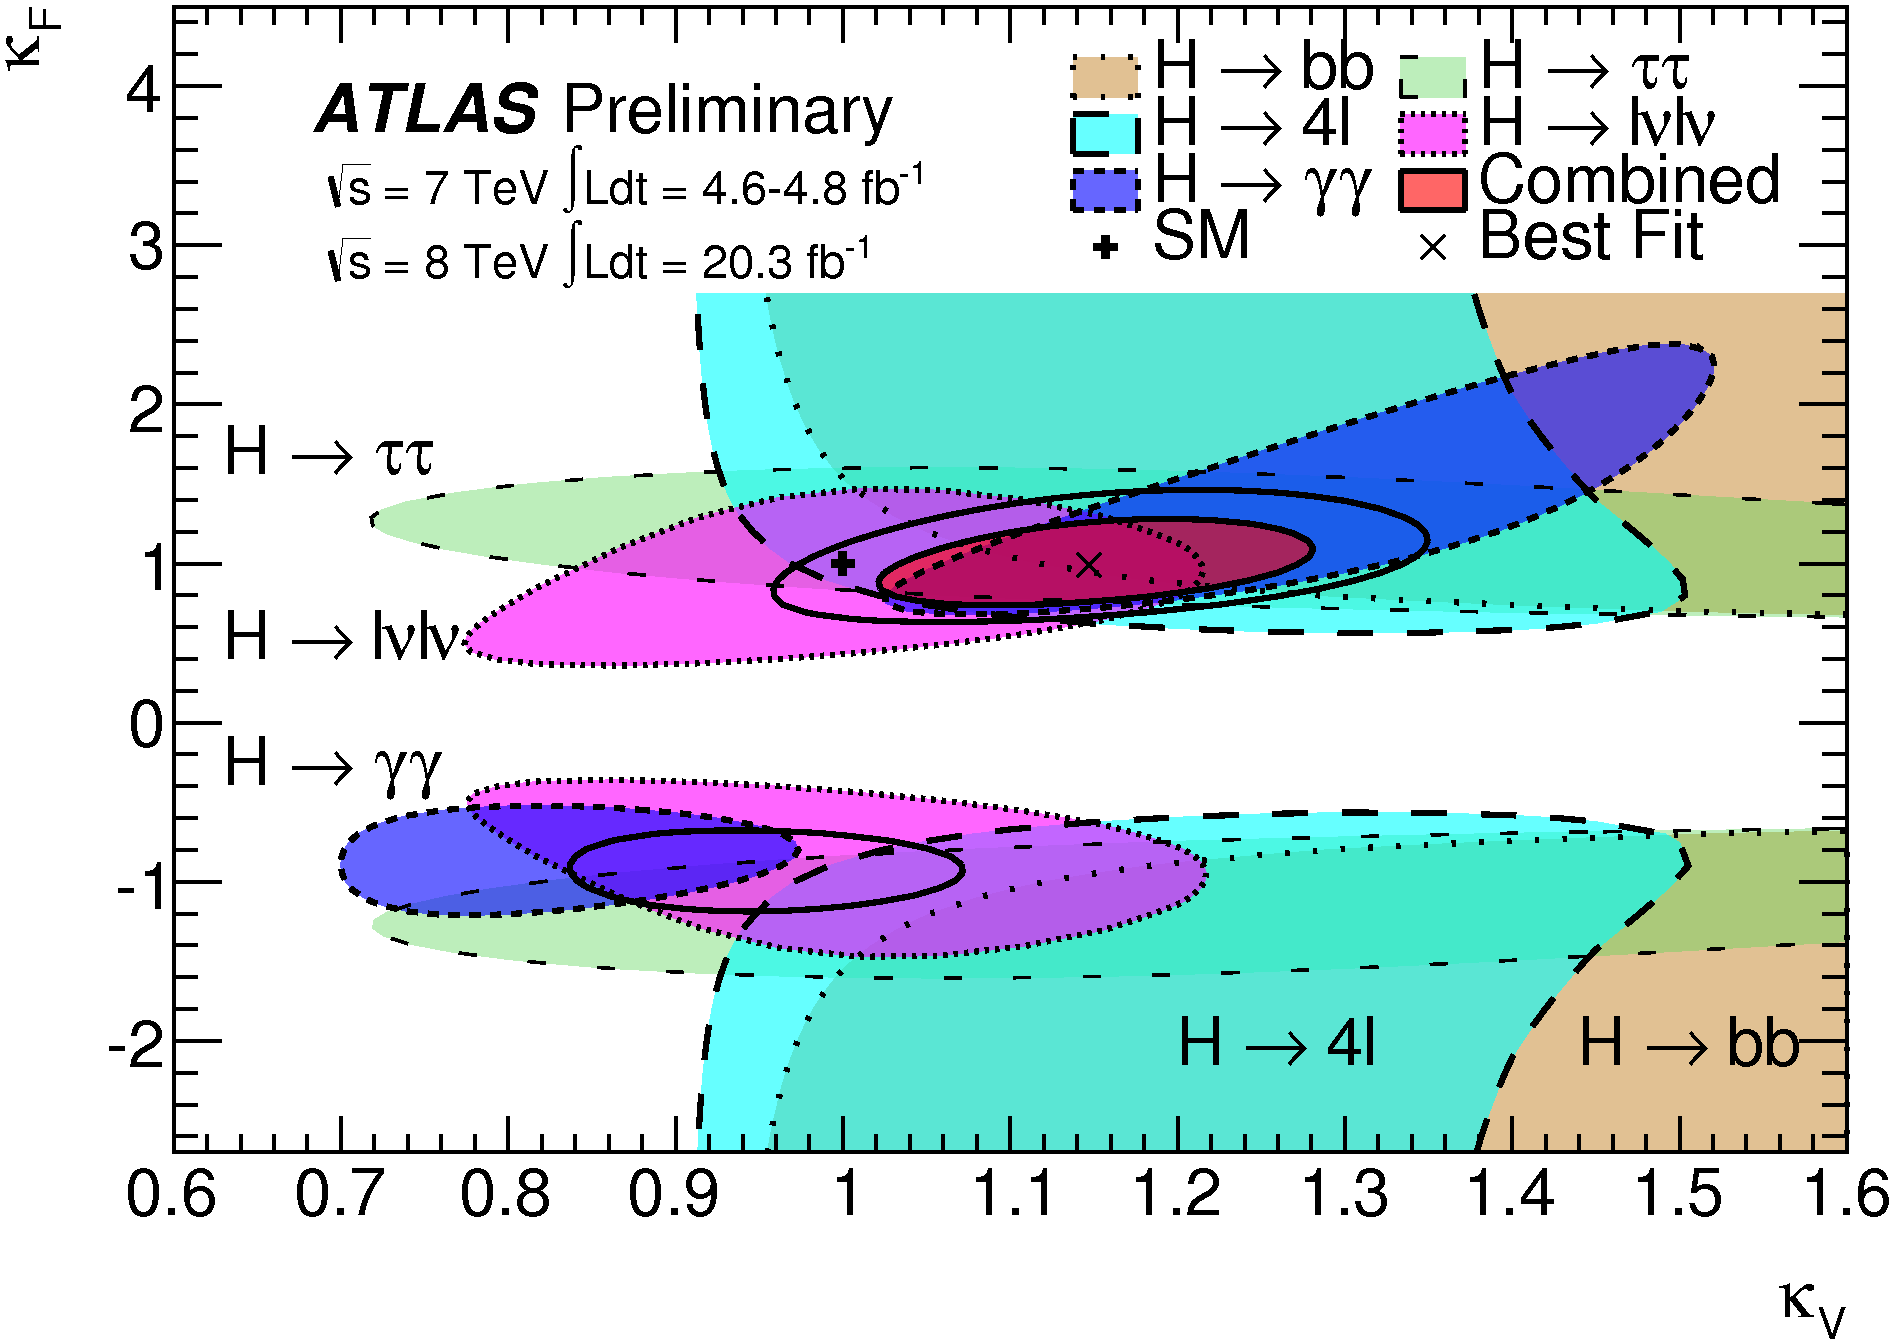 κF
ATLAS Preliminary
√s = 7 TeV ∫Ldt = 4.6-4.8 fb-1
√s = 8 TeV ∫Ldt = 20.3 fb-1
H → bb
H → ττ
H → 4l
H → lνlν
H → γγ
Combined
SM
Best Fit
4
3
2
1
0
-1
-2
H → ττ
H → lνlν
H → γγ
H → 4l
H → bb
0.6 0.7 0.8 0.9 1 1.1 1.2 1.3 1.4 1.5 1.6
κV